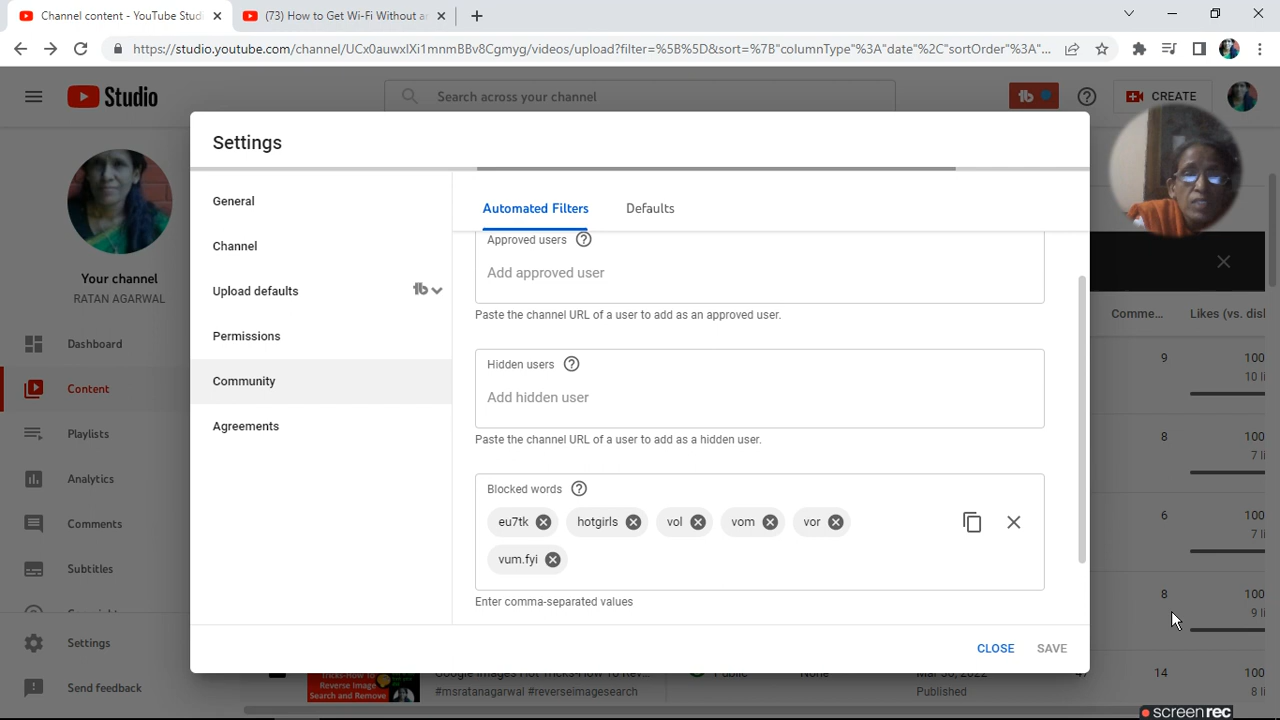 Channel content - YouTube Studi
(73) How to Get Wi-Fi Without ar
https://studio.youtube.com/channel/UCx0auwxlXi1mnmBBv8Cgmyg/videos/upload?filter=%5B%5D&sort=%7B"columnType"%3A"date"%2C"sortOrder"%3A"...
Studio
Search across your channel
tb
CREATE
Settings
General
Channel
Upload defaults
tb
Permissions
Community
Agreements
Automated Filters
Defaults
Approved users
Add approved user
Paste the channel URL of a user to add as an approved user.
Hidden users
Add hidden user
Paste the channel URL of a user to add as a hidden user.
Blocked words
eu7tk hotgirls vol vom vor
vum.fyi
Enter comma-separated values
CLOSE SAVE
Your channel
RATAN AGARWAL
Dashboard
Content
Playlists
Analytics
Comments
Subtitles
Settings
Send feedback
Comme... Likes (vs. disl
9 100
10 li
8 100
7 li
6 100
7 li
8 100
9 li
14 100
8 li
Tricks-How To
Reverse Image
Search and Remove
#msratanagarwal #reverseimagesearch
Public
None
Published
screenrec